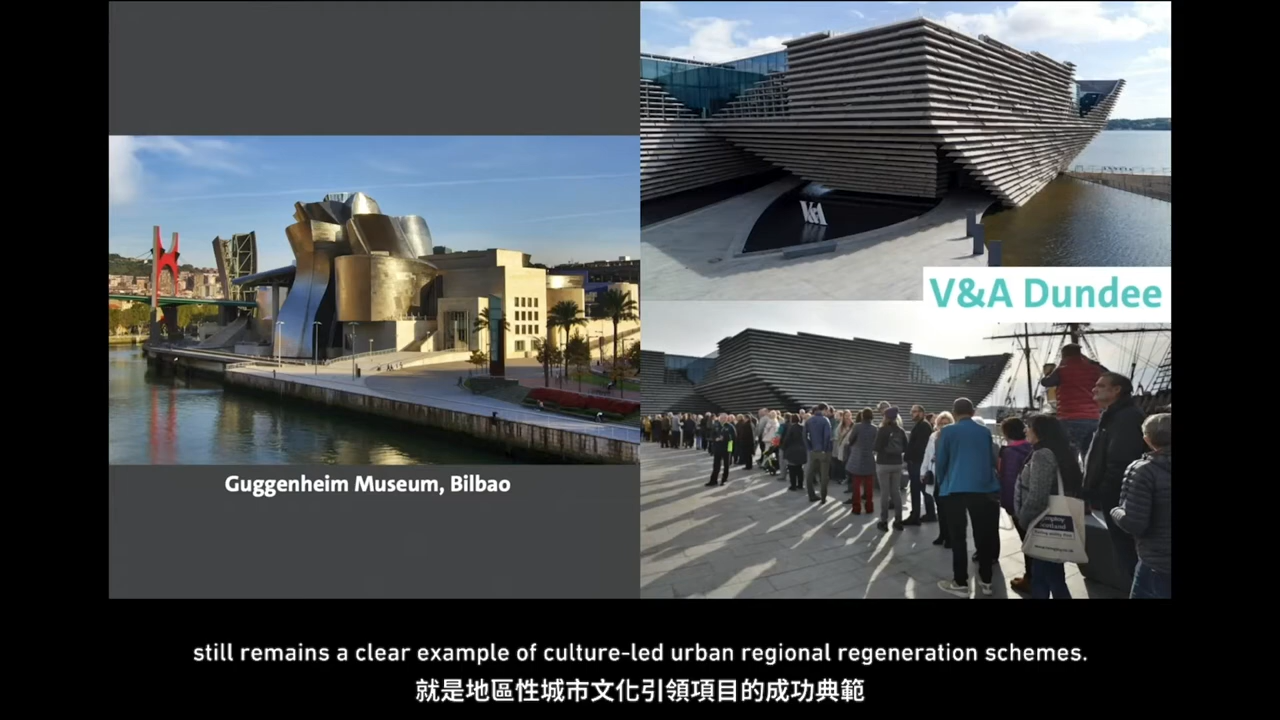 V&A
V&A Dundee
Guggenheim Museum, Bilbao
still remains a clear example of culture-led urban regional regeneration schemes.
就是地區性城市文化引領項目的成功典範